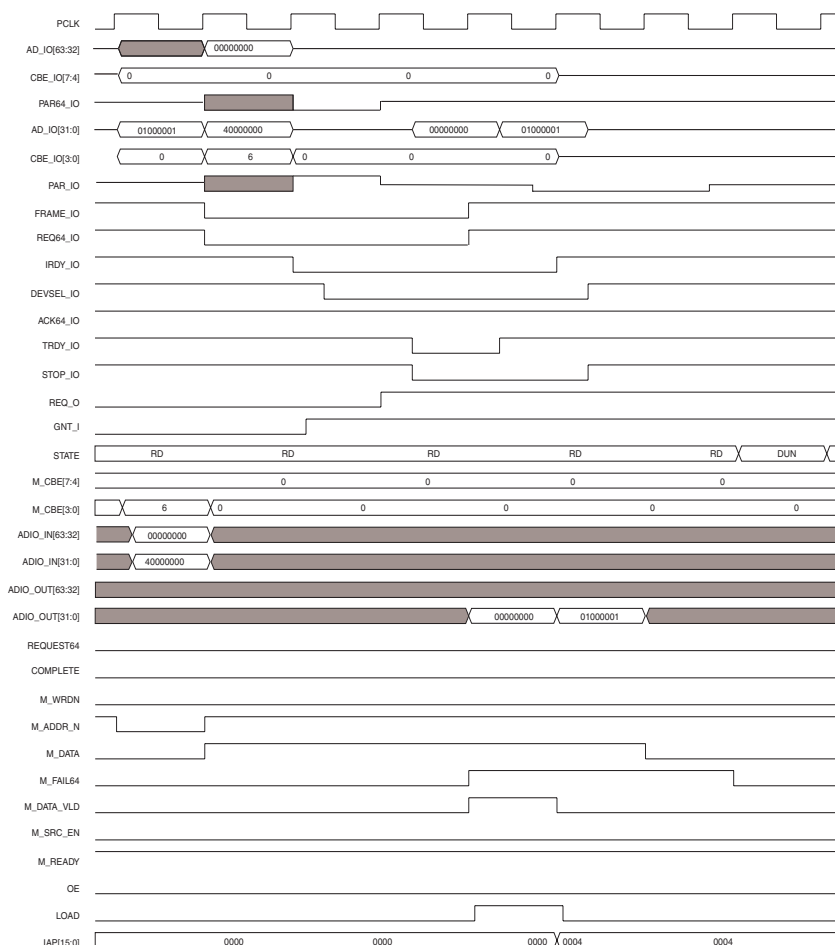 PCLK
AD_IO[63:32] 00000000
CBE_IO[7:4] 0 0 0 0
PAR64_IO
AD_IO[31:0] 01000001 40000000 00000000 01000001
CBE_IO[3:0] 0 6 0 0 0
PAR_IO
FRAME_IO
REQ64_IO
IRDY_IO
DEVSEL_IO
ACK64_IO
TRDY_IO
STOP_IO
REQ_O
GNT_I
STATE RD RD RD RD RD DUN
M_CBE[7:4] 0 0 0 0
M_CBE[3:0] 6 0 0 0 0 0
ADIO_IN[63:32] 00000000
ADIO_IN[31:0] 40000000
ADIO_OUT[63:32]
ADIO_OUT[31:0] 00000000 01000001
REQUEST64
COMPLETE
M_WRDN
M_ADDR_N
M_DATA
M_FAIL64
M_DATA_VLD
M_SRC_EN
M_READY
OE
LOAD
IAP[15:0] 0000 0000 0000 0004 0004